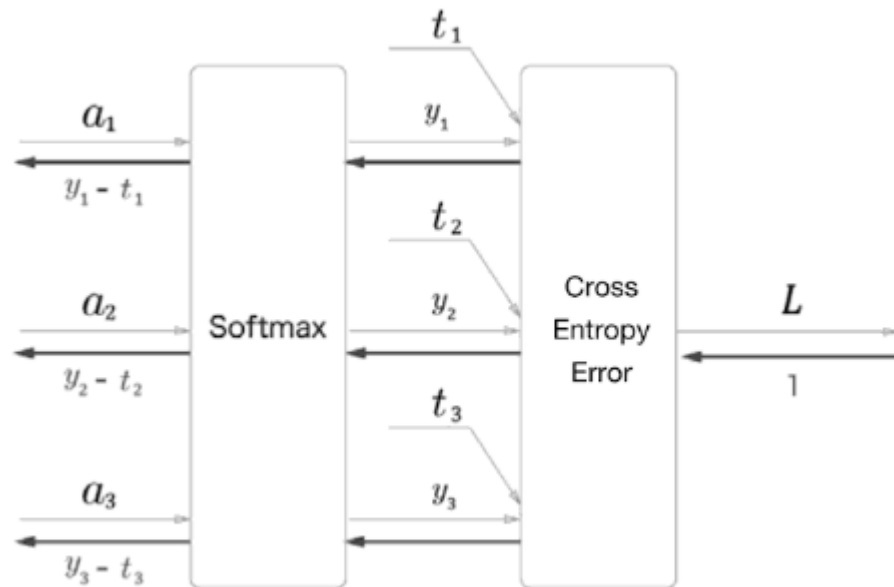 t₁
a₁
y₁
y₁ - t₁
t₂
a₂
Softmax
y₂
Cross
Entropy
Error
L
y₂ - t₂
1
t₃
a₃
y₃
y₃ - t₃